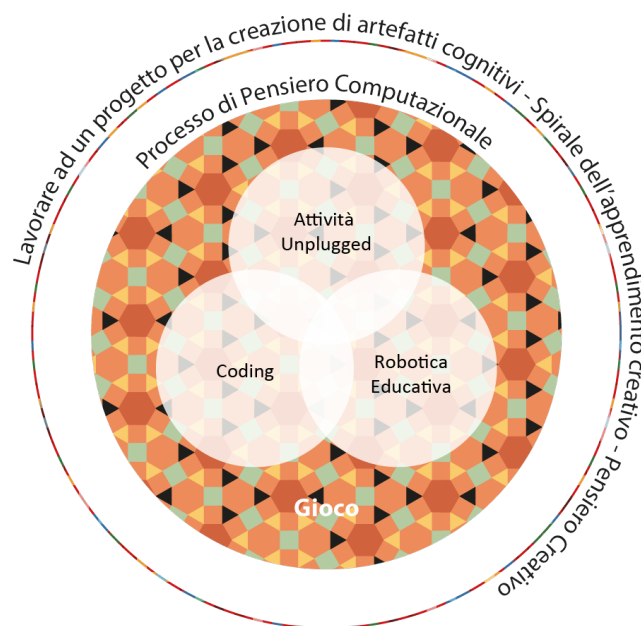 Lavorare ad un progetto per la creazione di artefatti cognitivi - Spirale dell'apprendimento creativo - Pensiero Creativo
Processo di Pensiero Computazionale
Attività
Unplugged
Coding
Robotica
Educativa
Gioco